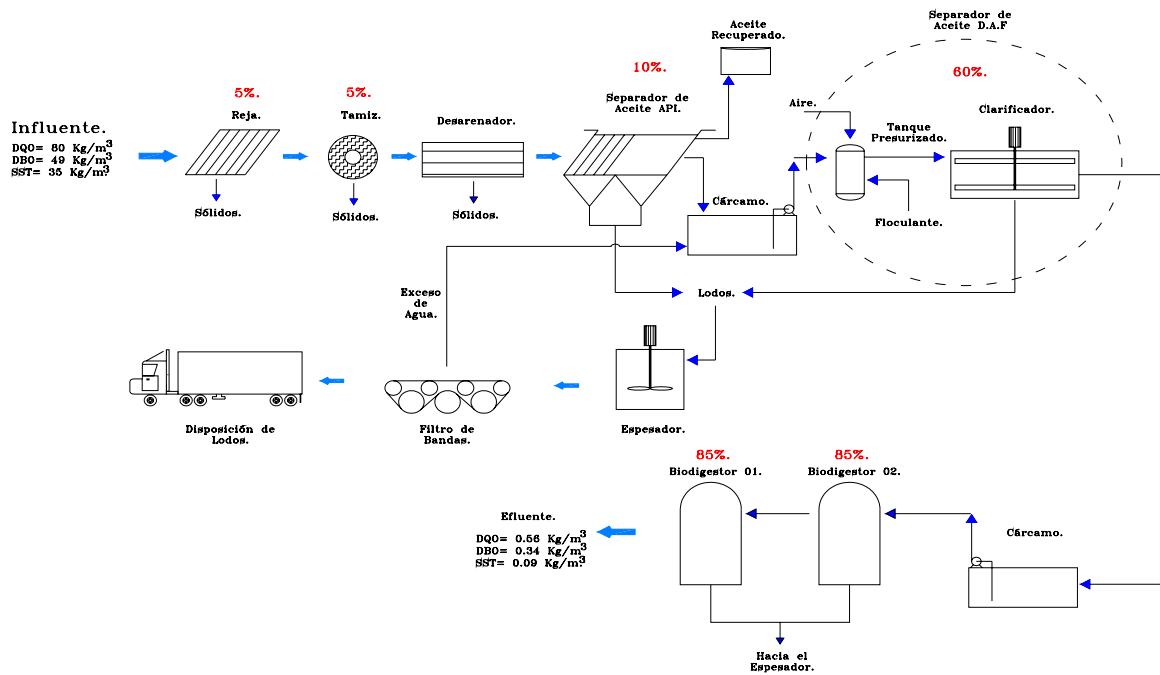 Separador de
Aceite D.A.F
60%.
Aceite
Recuperado.
10%.
Separador de
Aceite API.
5%.
Reja.
5%.
Tamiz.
Desarenador.
Aire.
Tanque
Presurizado.
Clarificador.
Influente.
DQO= 80 Kg/m3
DBO= 49 Kg/m3
SST= 35 Kg/m3
Sólidos.
Sólidos.
Sólidos.
Cárcamo.
Floculante.
Exceso
de
Agua.
Lodos.
Disposición de
Lodos.
Filtro de
Bandas.
Espesador.
85%.
Biodigestor 01.
85%.
Biodigestor 02.
Efluente.
DQO= 0.56 Kg/m3
DBO= 0.34 Kg/m3
SST= 0.09 Kg/m3
Cárcamo.
Hacia el
Espesador.